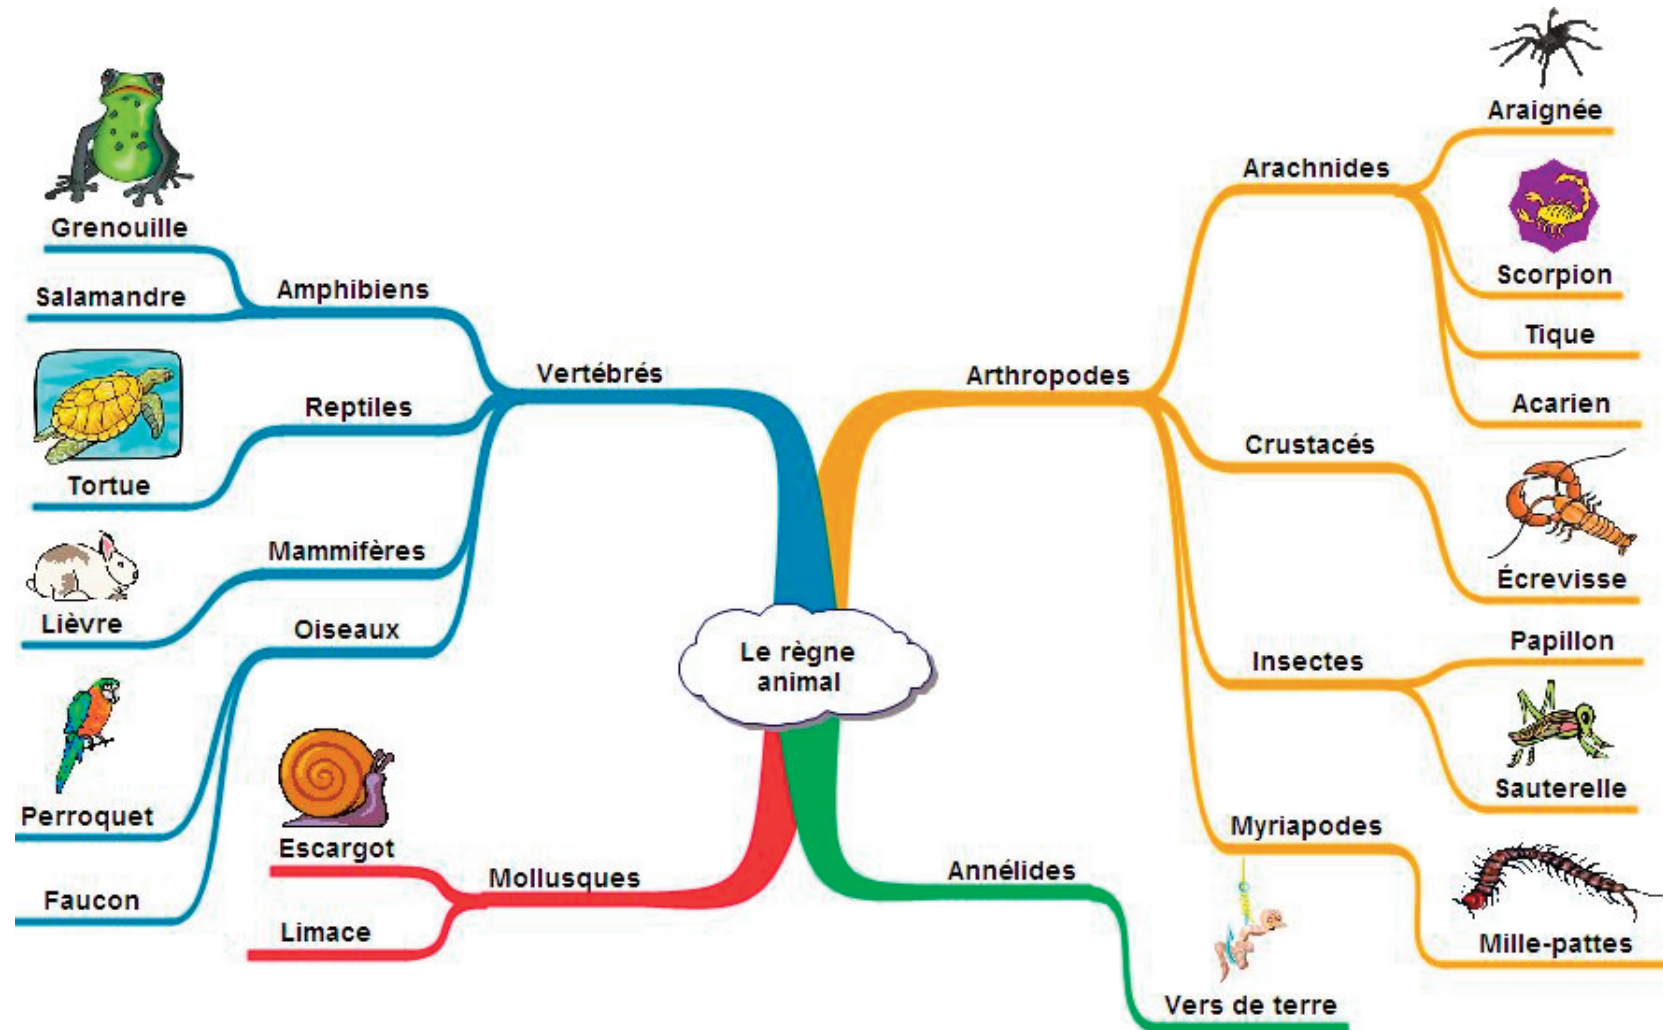 Le règne
animal
Vertébrés
Amphibiens
Grenouille
Salamandre
Reptiles
Tortue
Mammifères
Lièvre
Oiseaux
Perroquet
Faucon
Mollusques
Escargot
Limace
Arthropodes
Arachnides
Araignée
Scorpion
Tique
Acarien
Crustacés
Écrevisse
Insectes
Papillon
Sauterelle
Myriapodes
Mille-pattes
Annélides
Vers de terre